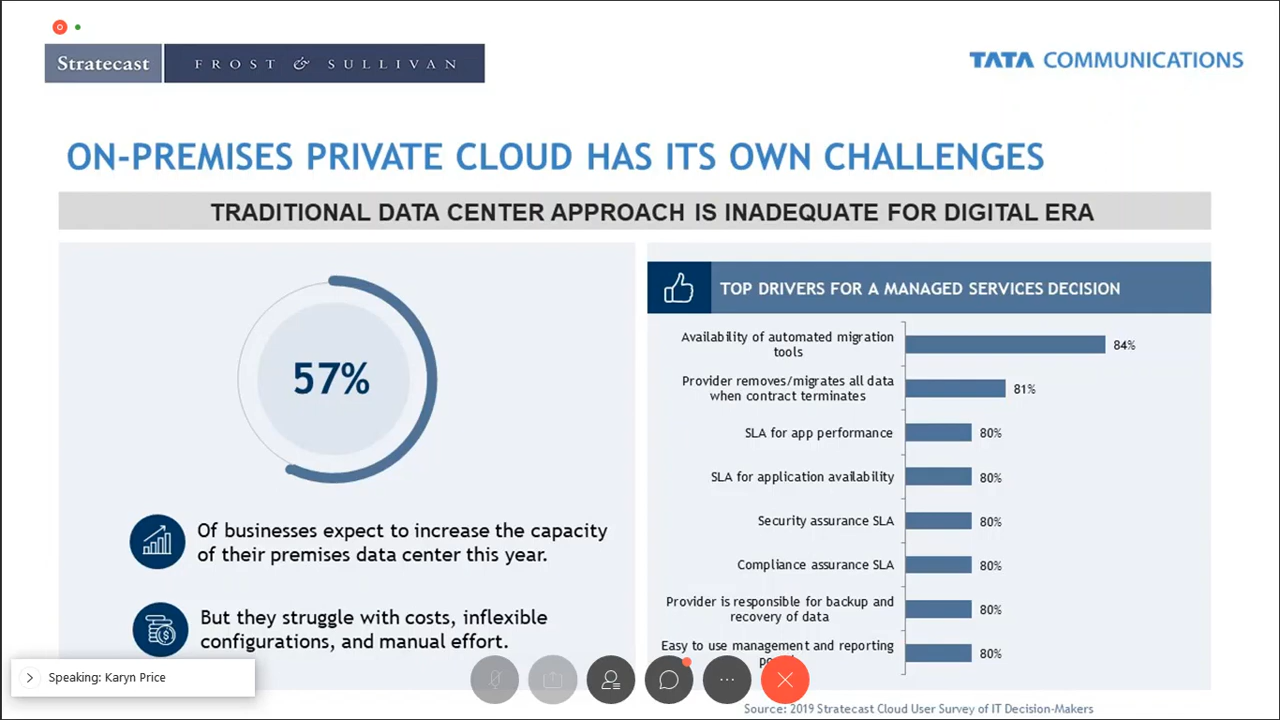 Stratecast FROST & SULLIVAN
TATA COMMUNICATIONS
ON-PREMISES PRIVATE CLOUD HAS ITS OWN CHALLENGES
TRADITIONAL DATA CENTER APPROACH IS INADEQUATE FOR DIGITAL ERA
57%
Of businesses expect to increase the capacity
of their premises data center this year.
But they struggle with costs, inflexible
configurations, and manual effort.
TOP DRIVERS FOR A MANAGED SERVICES DECISION
Availability of automated migration
tools
84%
Provider removes/migrates all data
when contract terminates
81%
SLA for app performance
80%
SLA for application availability
80%
Security assurance SLA
80%
Compliance assurance SLA
80%
Provider is responsible for backup and
recovery of data
80%
Easy to use management and reporting
80%
Speaking: Karyn Price
Source: 2019 Stratecast Cloud User Survey of IT Decision-Makers